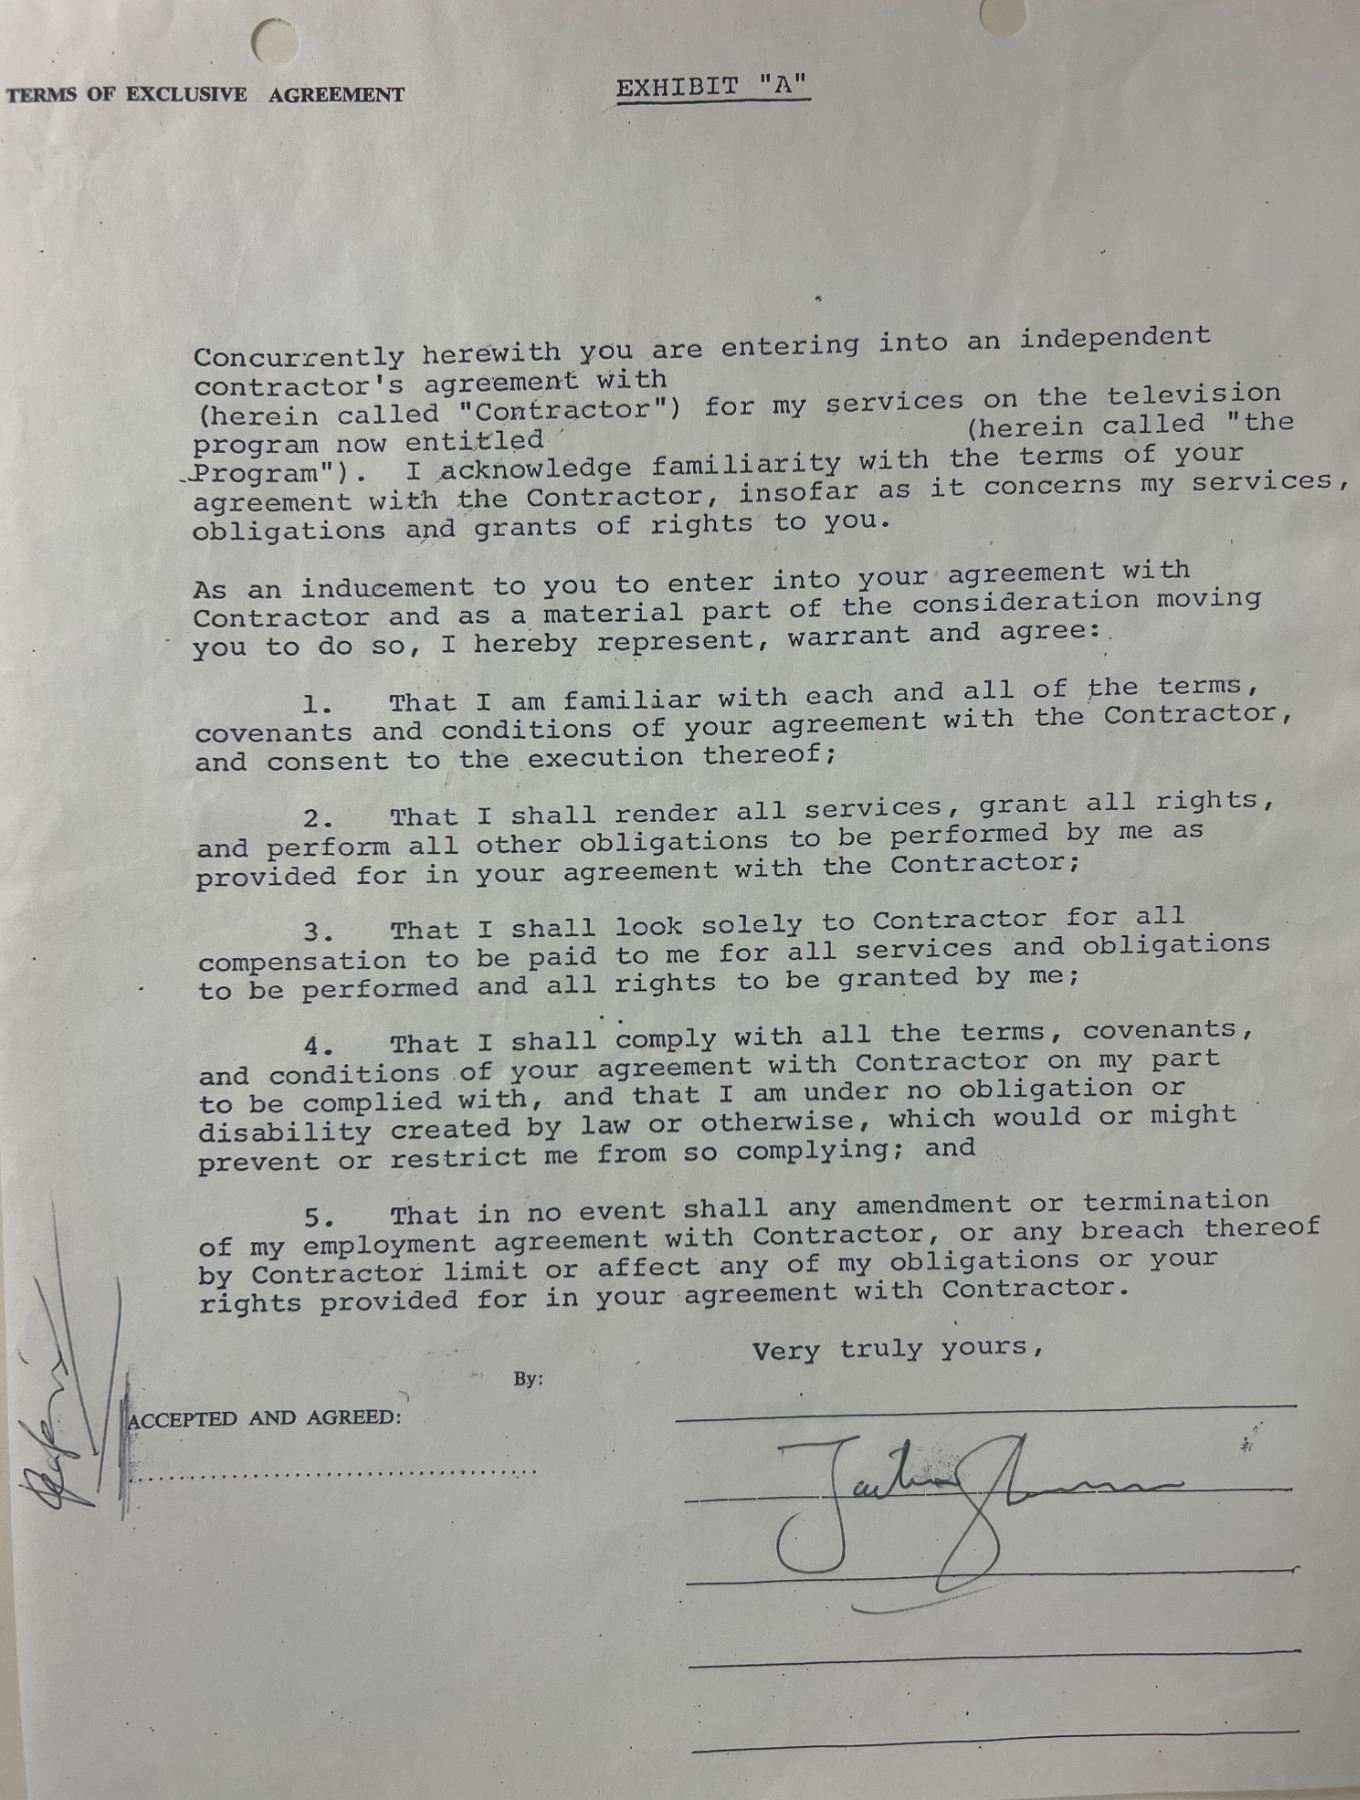 TERMS OF EXCLUSIVE AGREEMENT
EXHIBIT "A"
Concurrently herewith you are entering into an independent
contractor's agreement with
(herein called "Contractor") for my services on the television
program now entitled (herein called "the
Program"). I acknowledge familiarity with the terms of your
agreement with the Contractor, insofar as it concerns my services,
obligations and grants of rights to you.
As an inducement to you to enter into your agreement with
Contractor and as a material part of the consideration moving
you to do so, I hereby represent, warrant and agree:
1. That I am familiar with each and all of the terms,
covenants and conditions of your agreement with the Contractor,
and consent to the execution thereof;
2. That I shall render all services, grant all rights,
and perform all other obligations to be performed by me as
provided for in your agreement with the Contractor;
3. That I shall look solely to Contractor for all
compensation to be paid to me for all services and obligations
to be performed and all rights to be granted by me;
4. That I shall comply with all the terms, covenants,
and conditions of your agreement with Contractor on my part
to be complied with, and that I am under no obligation or
disability created by law or otherwise, which would or might
prevent or restrict me from so complying; and
5. That in no event shall any amendment or termination
of my employment agreement with Contractor, or any breach thereof
by Contractor limit or affect any of my obligations or your
rights provided for in your agreement with Contractor.
Very truly yours,
By:
ACCEPTED AND AGREED: